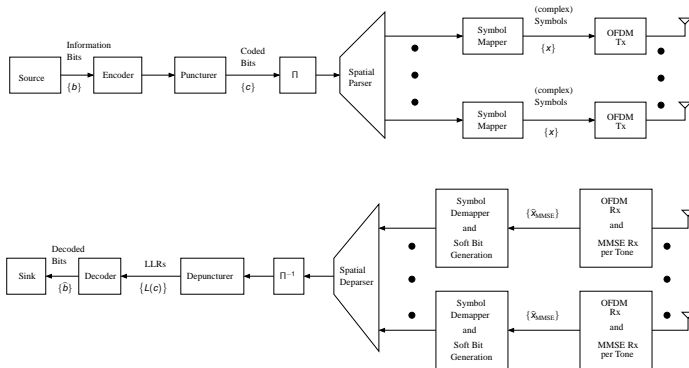 (complex)
Symbols
(complex)
Symbols
Information
Bits
Coded
Bits
Source
{b}
Encoder
Puncturer
{c}
Π
Spatial
Parser
Symbol
Mapper
{x}
OFDM
Tx
Symbol
Mapper
(complex)
Symbols
{x}
OFDM
Tx
Decoded
Bits
LLRs
Sink
{b̂}
Decoder
{L(c)}
Depuncturer
Π⁻¹
Spatial
Deparser
Symbol
Demapper
and
Soft Bit
Generation
{x̂MMSE}
OFDM
Rx
and
MMSE Rx
per Tone
Symbol
Demapper
and
Soft Bit
Generation
{x̂MMSE}
OFDM
Rx
and
MMSE Rx
per Tone